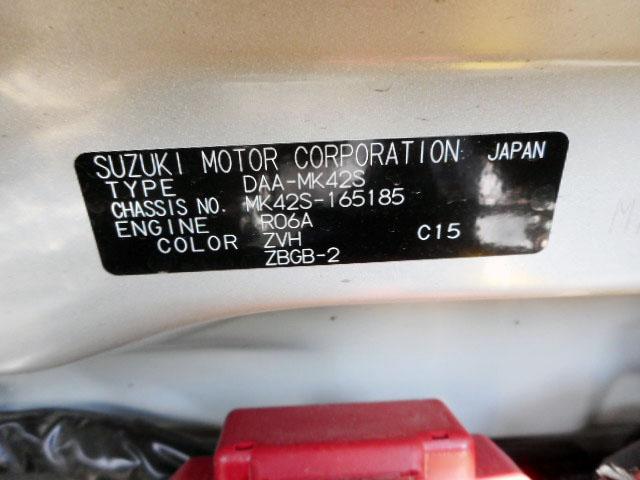 SUZUKI MOTOR CORPORATION JAPAN
TYPE DAA-MK42S
CHASSIS NO. MK42S-165185
ENGINE R06A
COLOR ZVH C15
ZBGB-2